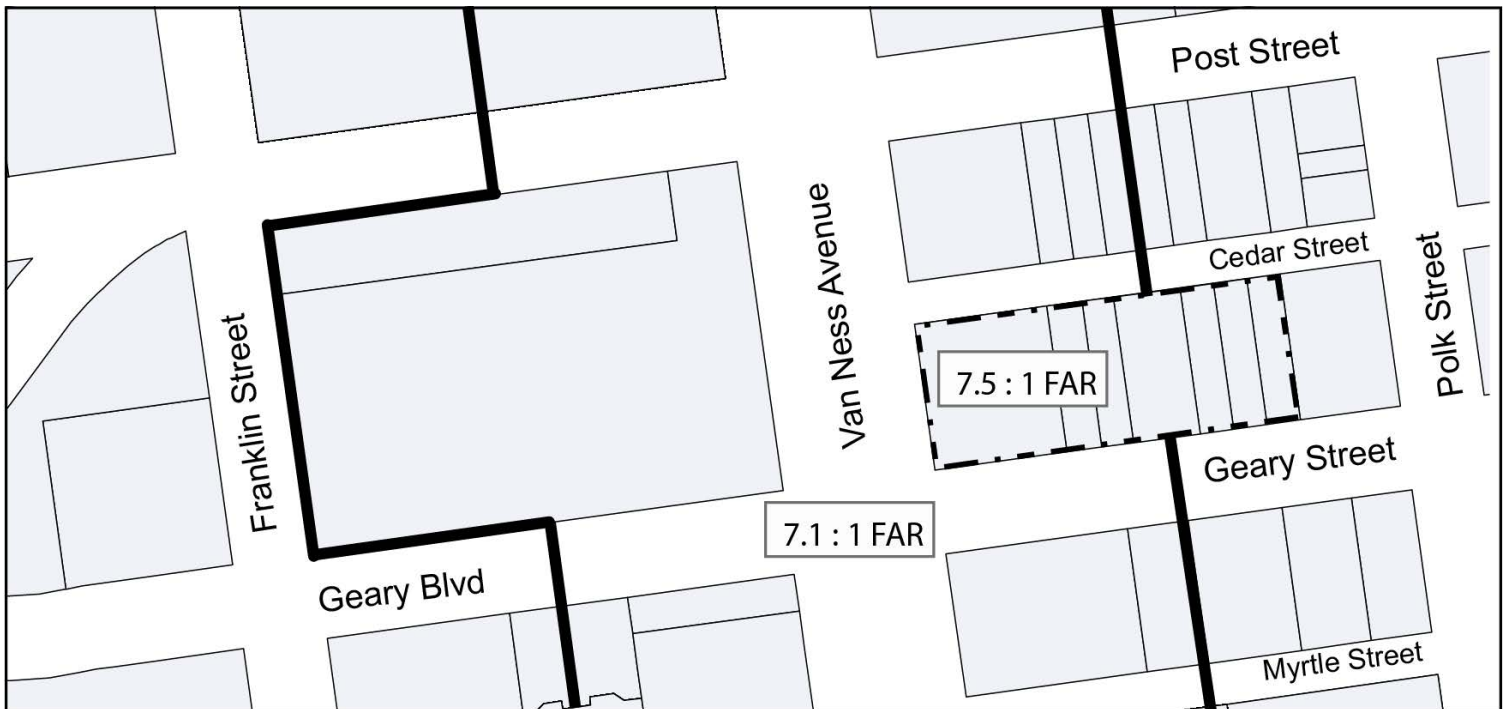 Post Street
Cedar Street
Van Ness Avenue
Polk Street
Franklin Street
7.5 : 1 FAR
Geary Street
7.1 : 1 FAR
Geary Blvd
Myrtle Street